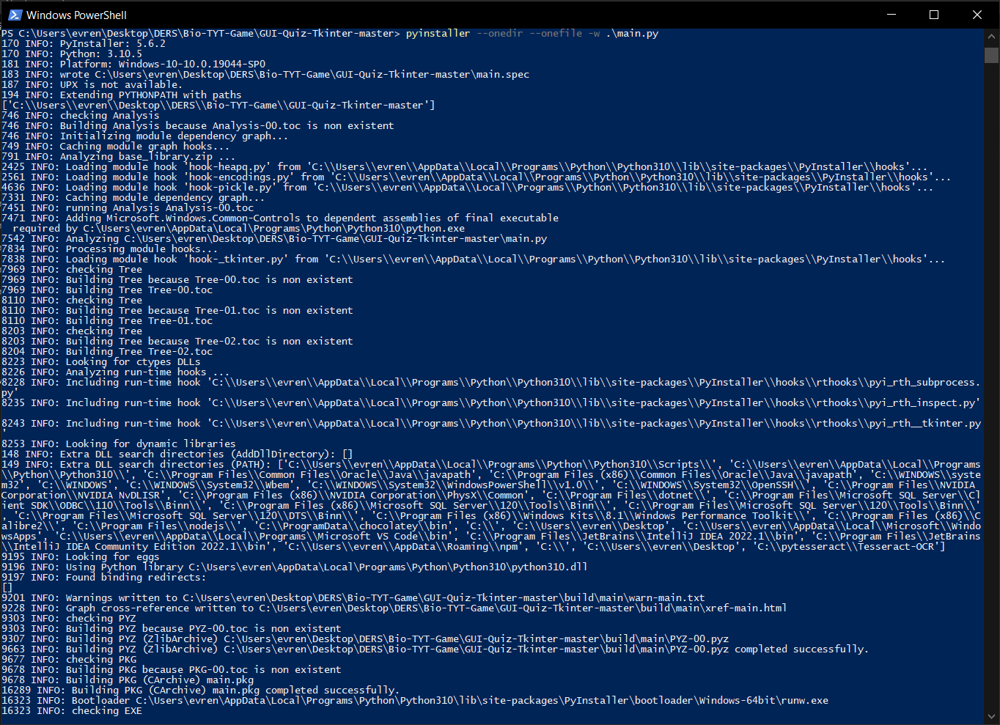 Windows PowerShell
PS C:\Users\evren\Desktop\DERS\Bio-TYT-Game\GUI-Quiz-Tkinter-master> pyinstaller --onedir --onefile -w .\main.py
170 INFO: PyInstaller: 5.6.2
170 INFO: Python: 3.10.5
181 INFO: Platform: Windows-10-10.0.19044-SP0
183 INFO: wrote C:\Users\evren\Desktop\DERS\Bio-TYT-Game\GUI-Quiz-Tkinter-master\main.spec
187 INFO: UPX is not available.
194 INFO: Extending PYTHONPATH with paths
['C:\\Users\\evren\\Desktop\\DERS\\Bio-TYT-Game\\GUI-Quiz-Tkinter-master']
746 INFO: checking Analysis
746 INFO: Building Analysis because Analysis-00.toc is non existent
746 INFO: Initializing module dependency graph...
749 INFO: Caching module graph hooks...
791 INFO: Analyzing base_library.zip ...
2425 INFO: Loading module hook 'hook-heapq.py' from 'C:\\Users\\evren\\AppData\\Local\\Programs\\Python\\Python310\\lib\\site-packages\\PyInstaller\\hooks'...
2561 INFO: Loading module hook 'hook-encodings.py' from 'C:\\Users\\evren\\AppData\\Local\\Programs\\Python\\Python310\\lib\\site-packages\\PyInstaller\\hooks'...
4636 INFO: Loading module hook 'hook-pickle.py' from 'C:\\Users\\evren\\AppData\\Local\\Programs\\Python\\Python310\\lib\\site-packages\\PyInstaller\\hooks'...
7331 INFO: Caching module dependency graph...
7451 INFO: running Analysis Analysis-00.toc
7471 INFO: Adding Microsoft.Windows.Common-Controls to dependent assemblies of final executable
  required by C:\Users\evren\AppData\Local\Programs\Python\Python310\python.exe
7542 INFO: Analyzing C:\Users\evren\Desktop\DERS\Bio-TYT-Game\GUI-Quiz-Tkinter-master\main.py
7834 INFO: Processing module hooks...
7838 INFO: Loading module hook 'hook-_tkinter.py' from 'C:\\Users\\evren\\AppData\\Local\\Programs\\Python\\Python310\\lib\\site-packages\\PyInstaller\\hooks'...
7969 INFO: checking Tree
7969 INFO: Building Tree because Tree-00.toc is non existent
7969 INFO: Building Tree Tree-00.toc
8110 INFO: checking Tree
8110 INFO: Building Tree because Tree-01.toc is non existent
8110 INFO: Building Tree Tree-01.toc
8203 INFO: checking Tree
8203 INFO: Building Tree because Tree-02.toc is non existent
8204 INFO: Building Tree Tree-02.toc
8223 INFO: Looking for ctypes DLLs
8226 INFO: Analyzing run-time hooks ...
8228 INFO: Including run-time hook 'C:\\Users\\evren\\AppData\\Local\\Programs\\Python\\Python310\\lib\\site-packages\\PyInstaller\\hooks\\rthooks\\pyi_rth_subprocess.
py'
8235 INFO: Including run-time hook 'C:\\Users\\evren\\AppData\\Local\\Programs\\Python\\Python310\\lib\\site-packages\\PyInstaller\\hooks\\rthooks\\pyi_rth_inspect.py'
8243 INFO: Including run-time hook 'C:\\Users\\evren\\AppData\\Local\\Programs\\Python\\Python310\\lib\\site-packages\\PyInstaller\\hooks\\rthooks\\pyi_rth__tkinter.py
'
8253 INFO: Looking for dynamic libraries
148 INFO: Extra DLL search directories (AddDllDirectory): []
149 INFO: Extra DLL search directories (PATH): ['C:\\Users\\evren\\AppData\\Local\\Programs\\Python\\Python310\\Scripts\\', 'C:\\Users\\evren\\AppData\\Local\\Programs
\\Python\\Python310\\', 'C:\\Program Files\\Common Files\\Oracle\\Java\\javapath', 'C:\\Program Files (x86)\\Common Files\\Oracle\\Java\\javapath', 'C:\\WINDOWS\\syste
m32', 'C:\\WINDOWS', 'C:\\WINDOWS\\System32\\Wbem', 'C:\\WINDOWS\\System32\\WindowsPowerShell\\v1.0\\', 'C:\\WINDOWS\\System32\\OpenSSH\\', 'C:\\Program Files\\NVIDIA 
Corporation\\NVIDIA NvDLISR', 'C:\\Program Files (x86)\\NVIDIA Corporation\\PhysX\\Common', 'C:\\Program Files\\dotnet\\', 'C:\\Program Files\\Microsoft SQL Server\\Cl
ient SDK\\ODBC\\110\\Tools\\Binn\\', 'C:\\Program Files (x86)\\Microsoft SQL Server\\120\\Tools\\Binn\\', 'C:\\Program Files\\Microsoft SQL Server\\120\\Tools\\Binn\\'
, 'C:\\Program Files\\Microsoft SQL Server\\120\\DTS\\Binn\\', 'C:\\Program Files (x86)\\Windows Kits\\8.1\\Windows Performance Toolkit\\', 'C:\\Program Files (x86)\\C
alibre2\\', 'C:\\Program Files\\nodejs\\', 'C:\\ProgramData\\chocolatey\\bin', 'C:\\', 'C:\\Users\\evren\\Desktop', 'C:\\Users\\evren\\AppData\\Local\\Microsoft\\Windo
wsApps', 'C:\\Users\\evren\\AppData\\Local\\Programs\\Microsoft VS Code\\bin', 'C:\\Program Files\\JetBrains\\IntelliJ IDEA 2022.1\\bin', 'C:\\Program Files\\JetBrains
\\IntelliJ IDEA Community Edition 2022.1\\bin', 'C:\\Users\\evren\\AppData\\Roaming\\npm', 'C:\\', 'C:\\Users\\evren\\Desktop', 'C:\\pytesseract\\Tesseract-OCR']
9195 INFO: Looking for eggs
9196 INFO: Using Python library C:\Users\evren\AppData\Local\Programs\Python\Python310\python310.dll
9197 INFO: Found binding redirects:
[]
9201 INFO: Warnings written to C:\Users\evren\Desktop\DERS\Bio-TYT-Game\GUI-Quiz-Tkinter-master\build\main\warn-main.txt
9228 INFO: Graph cross-reference written to C:\Users\evren\Desktop\DERS\Bio-TYT-Game\GUI-Quiz-Tkinter-master\build\main\xref-main.html
9303 INFO: checking PYZ
9303 INFO: Building PYZ because PYZ-00.toc is non existent
9307 INFO: Building PYZ (ZlibArchive) C:\Users\evren\Desktop\DERS\Bio-TYT-Game\GUI-Quiz-Tkinter-master\build\main\PYZ-00.pyz
9663 INFO: Building PYZ (ZlibArchive) C:\Users\evren\Desktop\DERS\Bio-TYT-Game\GUI-Quiz-Tkinter-master\build\main\PYZ-00.pyz completed successfully.
9677 INFO: checking PKG
9678 INFO: Building PKG because PKG-00.toc is non existent
9678 INFO: Building PKG (CArchive) main.pkg
16289 INFO: Building PKG (CArchive) main.pkg completed successfully.
16323 INFO: Bootloader C:\Users\evren\AppData\Local\Programs\Python\Python310\lib\site-packages\PyInstaller\bootloader\Windows-64bit\runw.exe
16323 INFO: checking EXE